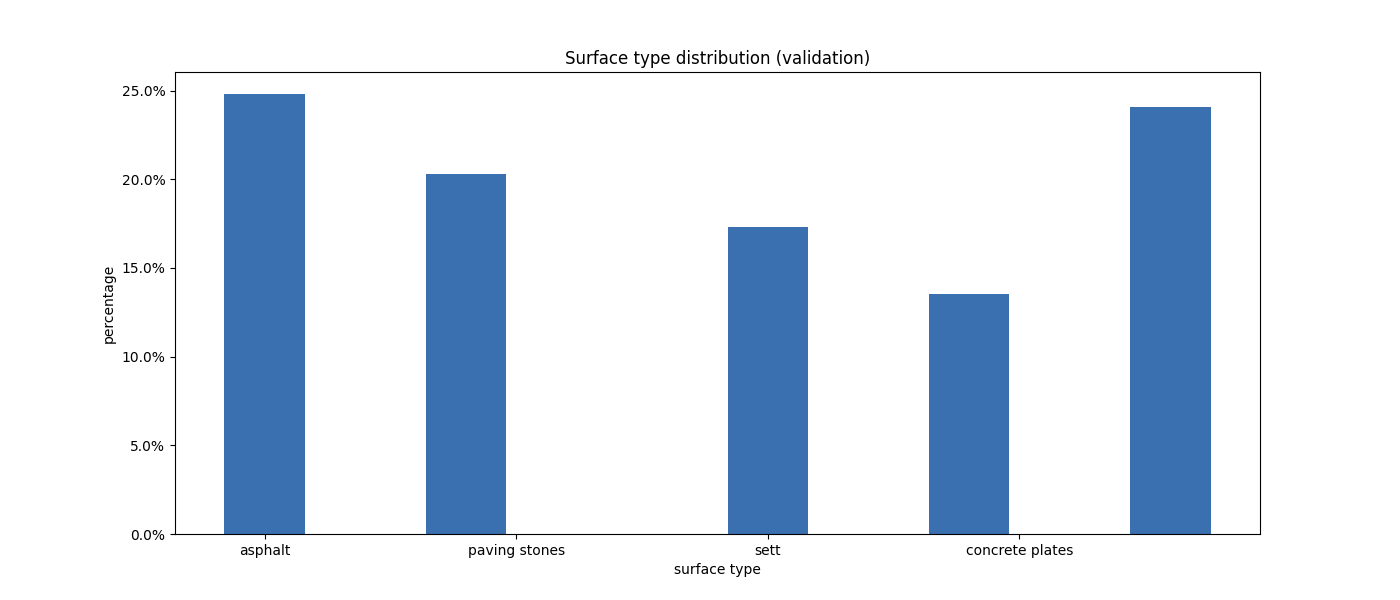 Surface type distribution (validation)
25.0%
20.0%
15.0%
10.0%
5.0%
0.0%
percentage
asphalt paving stones sett concrete plates
surface type